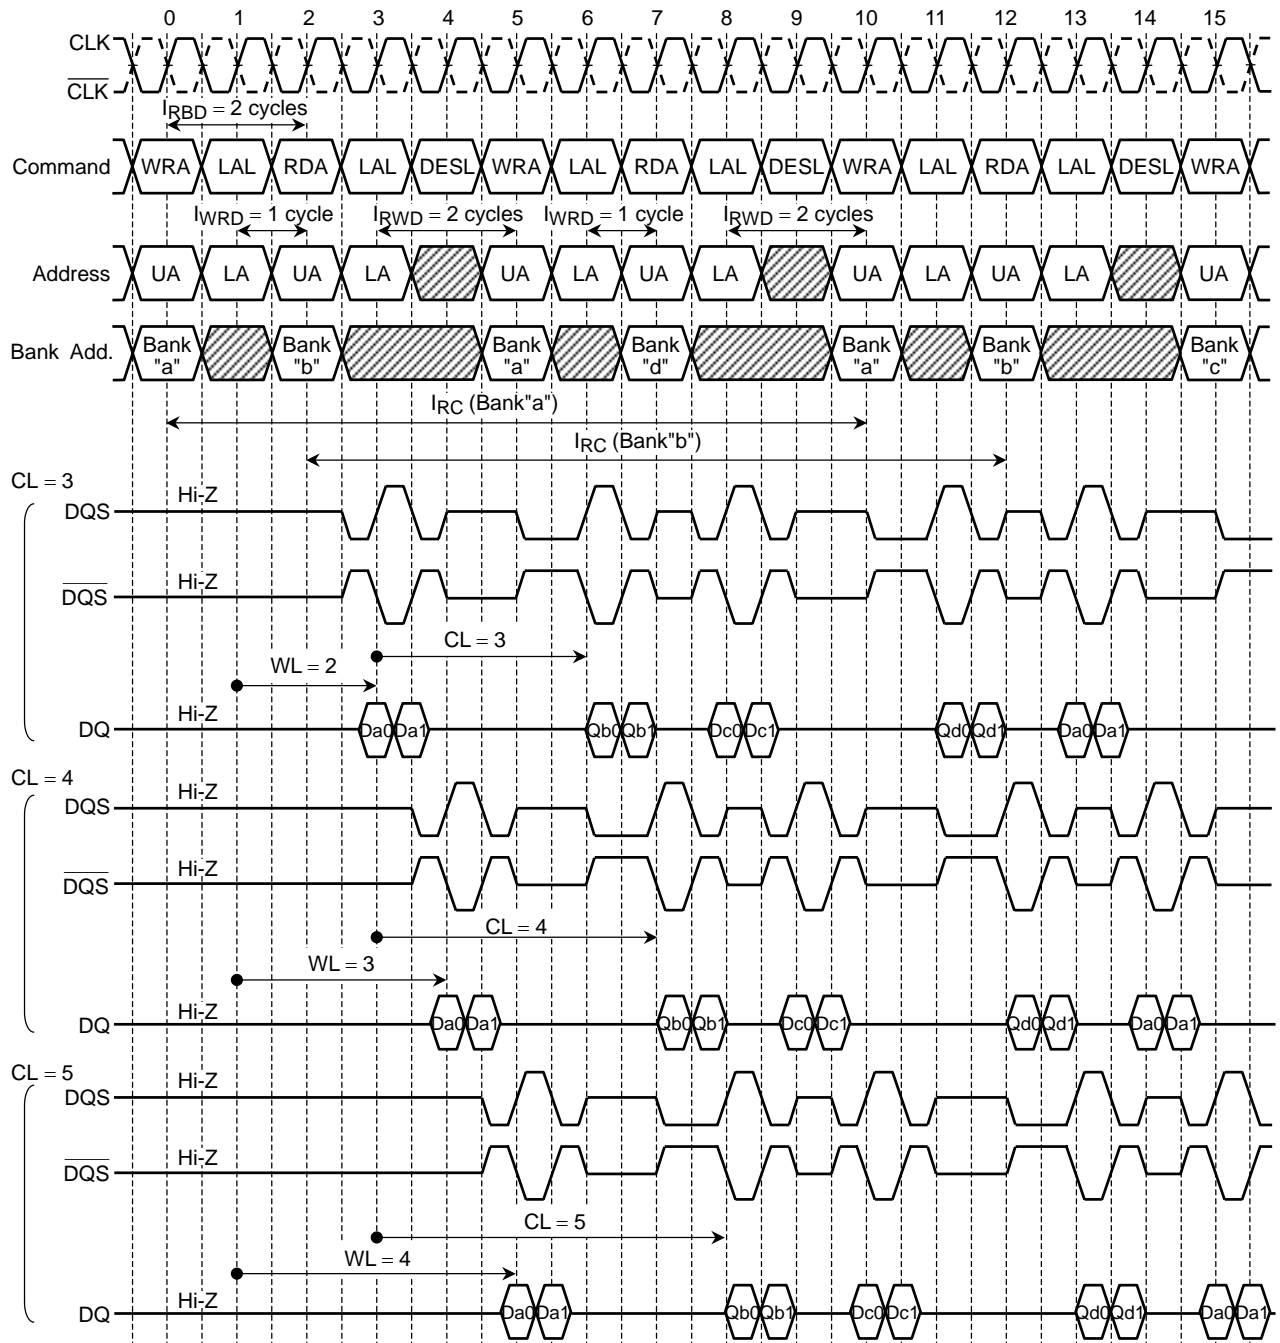 0 1 2 3 4 5 6 7 8 9 10 11 12 13 14 15
CLK
CLK
IRBD = 2 cycles
Command WRA LAL RDA LAL DESL WRA LAL RDA LAL DESL WRA LAL RDA LAL DESL WRA
IWRD = 1 cycle IRWD = 2 cycles IWRD = 1 cycle IRWD = 2 cycles
Address UA LA UA LA UA LA UA LA UA LA UA LA UA
Bank Add. Bank "a" Bank "b" Bank "a" Bank "d" Bank "a" Bank "b" Bank "c"
IRC (Bank"a")
IRC (Bank"b")
CL = 3
DQS Hi-Z
DQS Hi-Z
CL = 3
WL = 2
DQ Hi-Z Da0 Da1 Qb0 Qb1 Dc0 Dc1 Qd0 Qd1 Da0 Da1
CL = 4
DQS Hi-Z
DQS Hi-Z
CL = 4
WL = 3
DQ Hi-Z Da0 Da1 Qb0 Qb1 Dc0 Dc1 Qd0 Qd1 Da0 Da1
CL = 5
DQS Hi-Z
DQS Hi-Z
CL = 5
WL = 4
DQ Hi-Z Da0 Da1 Qb0 Qb1 Dc0 Dc1 Qd0 Qd1 Da0 Da1